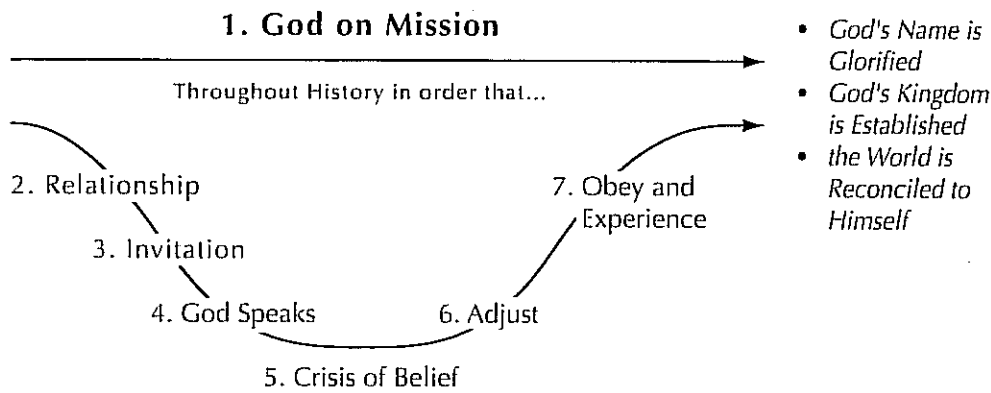 1. God on Mission
Throughout History in order that...
• God's Name is
Glorified
• God's Kingdom
is Established
• the World is
Reconciled to
Himself
2. Relationship
3. Invitation
4. God Speaks
5. Crisis of Belief
6. Adjust
7. Obey and
Experience